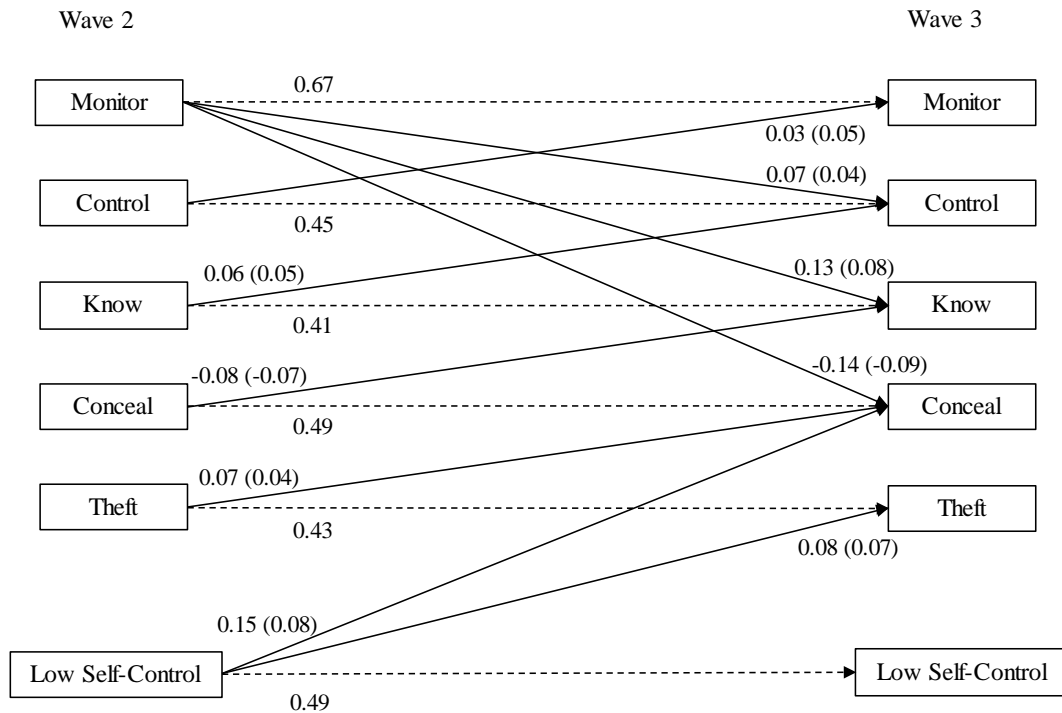 Wave 2
Wave 3
Monitor
0.67
Monitor
0.03 (0.05)
Control
0.45
0.07 (0.04)
Control
0.06 (0.05)
Know
0.41
0.13 (0.08)
Know
-0.08 (-0.07)
Conceal
0.49
-0.14 (-0.09)
Conceal
0.07 (0.04)
Theft
0.43
Theft
0.08 (0.07)
0.15 (0.08)
Low Self-Control
0.49
Low Self-Control